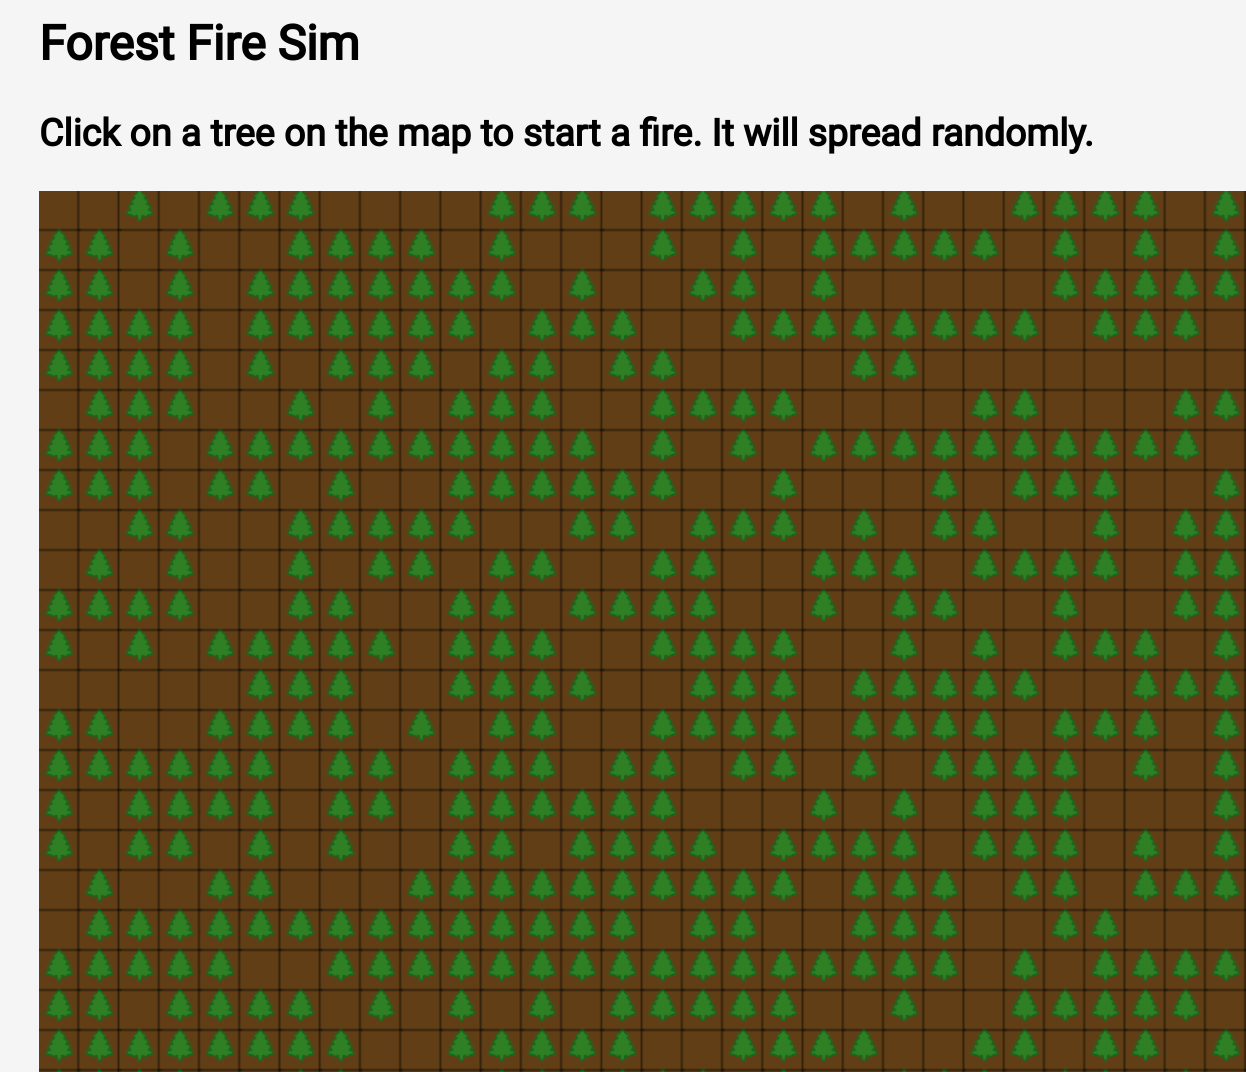 Forest Fire Sim
Click on a tree on the map to start a fire. It will spread randomly.